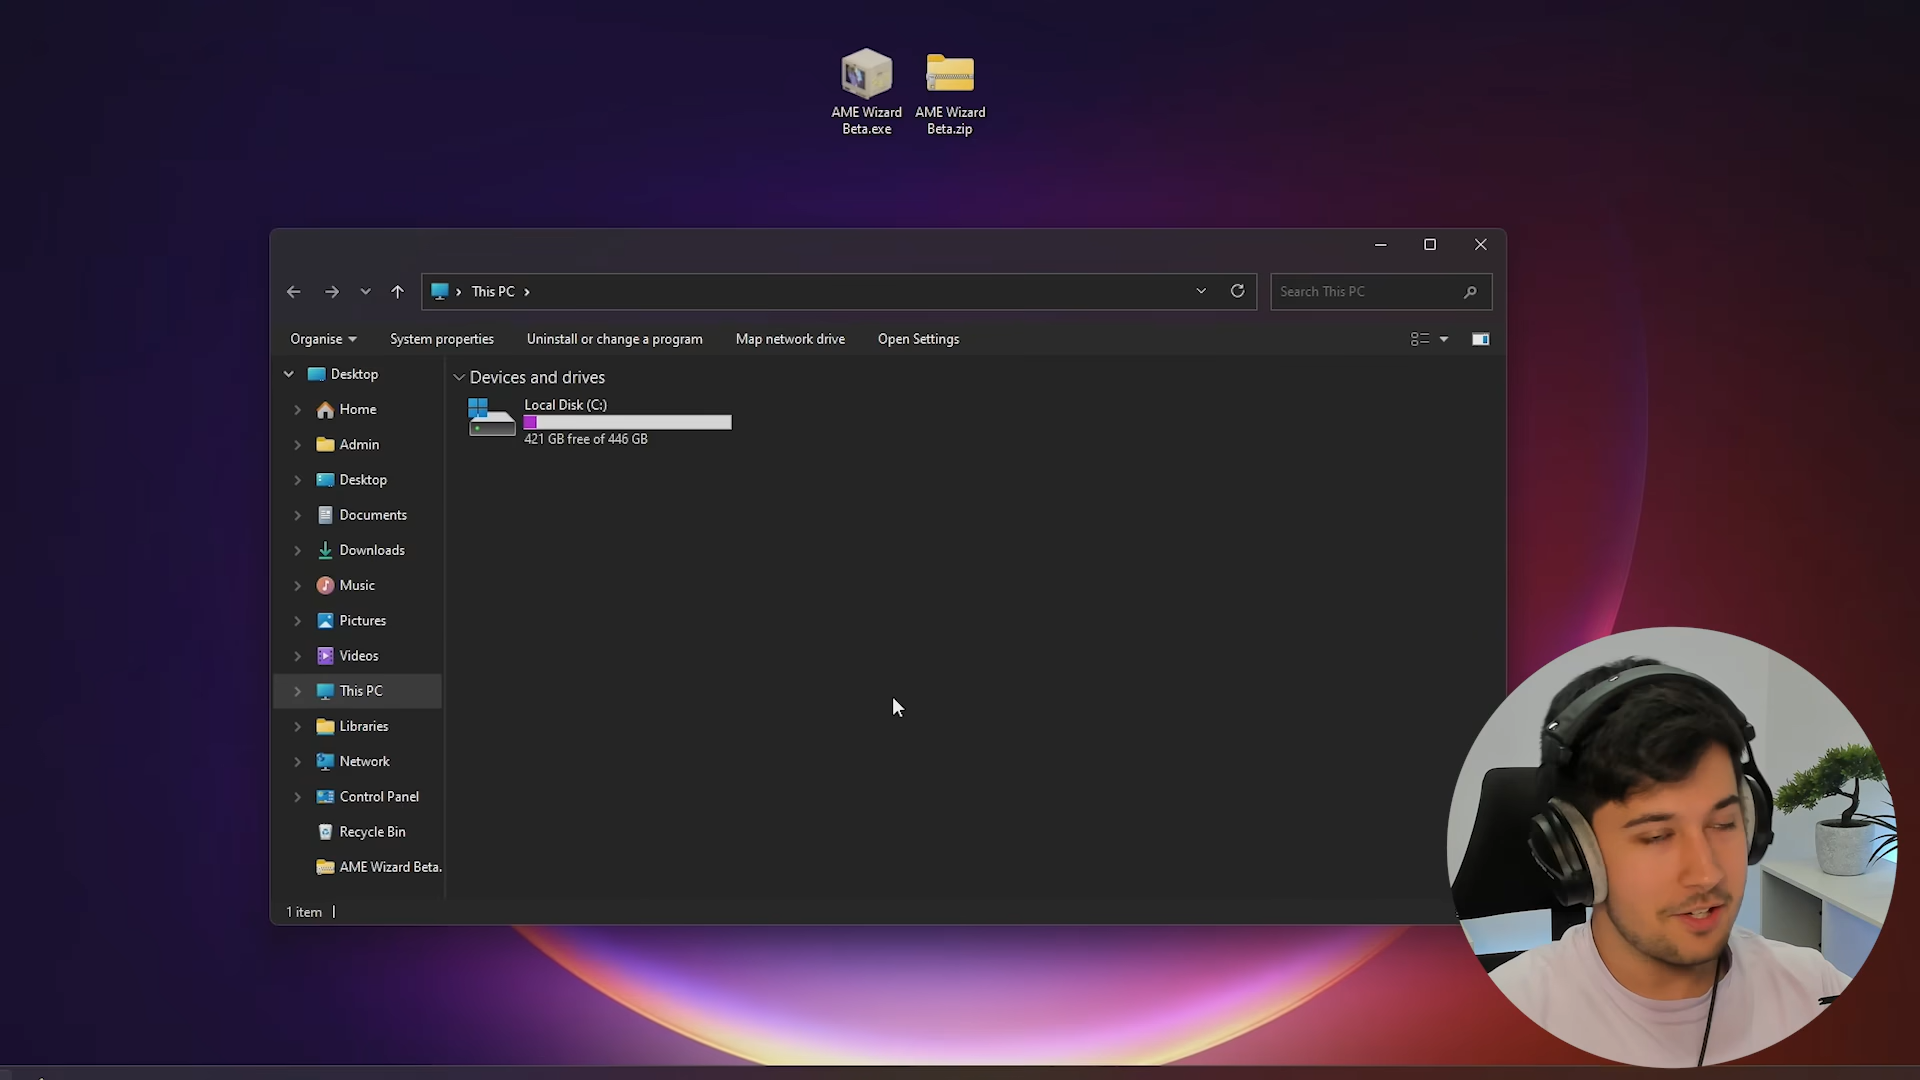 AME Wizard
Beta.exe
AME Wizard
Beta.zip
This PC
Search This PC
Organise
System properties
Uninstall or change a program
Map network drive
Open Settings
Desktop
Home
Admin
Desktop
Documents
Downloads
Music
Pictures
Videos
This PC
Libraries
Network
Control Panel
Recycle Bin
AME Wizard Beta.
Devices and drives
Local Disk (C:)
421 GB free of 446 GB
1 item